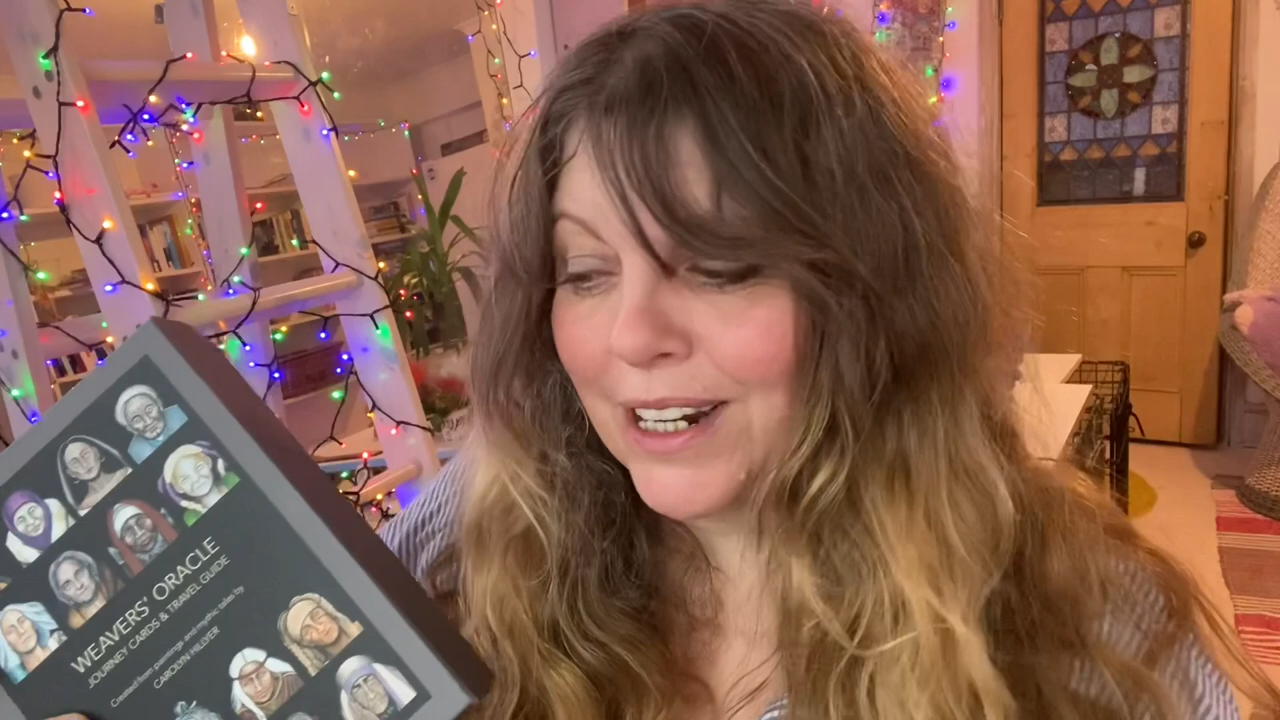 WEAVERS' ORACLE
JOURNEY CARDS & TRAVEL GUIDE
Created from paintings and mythic tales by
CAROLYN HILLYER